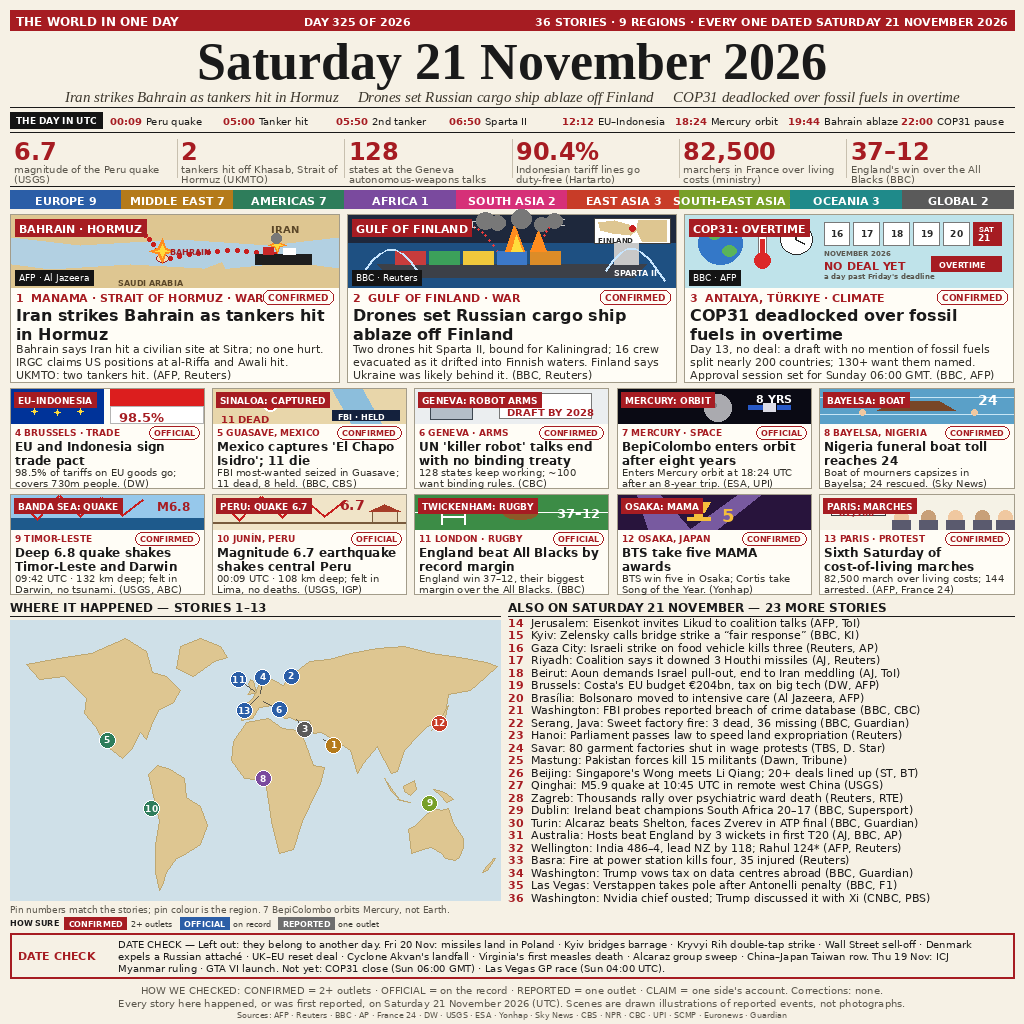 THE WORLD IN ONE DAY
DAY 325 OF 2026
36 STORIES · 9 REGIONS · EVERY ONE DATED SATURDAY 21 NOVEMBER 2026
Saturday 21 November 2026
Iran strikes Bahrain as tankers hit in Hormuz Drones set Russian cargo ship ablaze off Finland COP31 deadlocked over fossil fuels in overtime
THE DAY IN UTC 00:09 Peru quake 05:00 Tanker hit 05:50 2nd tanker 06:50 Sparta II 12:12 EU–Indonesia 18:24 Mercury orbit 19:44 Bahrain ablaze 22:00 COP31 pause
6.7
magnitude of the Peru quake
(USGS)
2
tankers hit off Khasab, Strait of
Hormuz (UKMTO)
128
states at the Geneva
autonomous-weapons talks
90.4%
Indonesian tariff lines go
duty-free (Hartarto)
82,500
marchers in France over living
costs (ministry)
37–12
England's win over the All
Blacks (BBC)
EUROPE 9
MIDDLE EAST 7
AMERICAS 7
AFRICA 1
SOUTH ASIA 2
EAST ASIA 3
SOUTH-EAST ASIA
OCEANIA 3
GLOBAL 2
BAHRAIN · HORMUZ
IRAN
BAHRAIN
AFP · Al Jazeera
SAUDI ARABIA
1 MANAMA · STRAIT OF HORMUZ · WAR
CONFIRMED
Iran strikes Bahrain as tankers hit
in Hormuz
Bahrain says Iran hit a civilian site at Sitra; no one hurt.
IRGC claims US positions at al-Riffa and Awali hit.
UKMTO: two tankers hit. (AFP, Reuters)
GULF OF FINLAND
FINLAND
BBC · Reuters
SPARTA II
2 GULF OF FINLAND · WAR
CONFIRMED
Drones set Russian cargo ship
ablaze off Finland
Two drones hit Sparta II, bound for Kaliningrad; 16 crew
evacuated as it drifted into Finnish waters. Finland says
Ukraine was likely behind it. (BBC, Reuters)
COP31: OVERTIME
16 17 18 19 20 SAT 21
NOVEMBER 2026
NO DEAL YET
OVERTIME
a day past Friday's deadline
BBC · AFP
3 ANTALYA, TÜRKIYE · CLIMATE
CONFIRMED
COP31 deadlocked over fossil
fuels in overtime
Day 13, no deal: a draft with no mention of fossil fuels
split nearly 200 countries; 130+ want them named.
Approval session set for Sunday 06:00 GMT. (BBC, AFP)
EU–INDONESIA
98.5%
4 BRUSSELS · TRADE
OFFICIAL
EU and Indonesia sign
trade pact
98.5% of tariffs on EU goods go;
covers 730m people. (DW)
SINALOA: CAPTURED
11 DEAD
FBI · HELD
5 GUASAVE, MEXICO
CONFIRMED
Mexico captures 'El Chapo
Isidro'; 11 die
FBI most-wanted seized in Guasave;
11 dead, 8 held. (BBC, CBS)
GENEVA: ROBOT ARMS
DRAFT BY 2028
6 GENEVA · ARMS
CONFIRMED
UN 'killer robot' talks end
with no binding treaty
128 states keep working; ~100
want binding rules. (CBC)
MERCURY: ORBIT
8 YRS
7 MERCURY · SPACE
OFFICIAL
BepiColombo enters orbit
after eight years
Enters Mercury orbit at 18:24 UTC
after an 8-year trip. (ESA, UPI)
BAYELSA: BOAT
24
8 BAYELSA, NIGERIA
CONFIRMED
Nigeria funeral boat toll
reaches 24
Boat of mourners capsizes in
Bayelsa; 24 rescued. (Sky News)
BANDA SEA: QUAKE
M6.8
9 TIMOR-LESTE
CONFIRMED
Deep 6.8 quake shakes
Timor-Leste and Darwin
09:42 UTC · 132 km deep; felt in
Darwin, no tsunami. (USGS, ABC)
PERU: QUAKE 6.7
6.7
10 JUNÍN, PERU
OFFICIAL
Magnitude 6.7 earthquake
shakes central Peru
00:09 UTC · 108 km deep; felt in
Lima, no deaths. (USGS, IGP)
TWICKENHAM: RUGBY
37–12
11 LONDON · RUGBY
OFFICIAL
England beat All Blacks by
record margin
England win 37–12, their biggest
margin over the All Blacks. (BBC)
OSAKA: MAMA
5
12 OSAKA, JAPAN
CONFIRMED
BTS take five MAMA
awards
BTS win five in Osaka; Cortis take
Song of the Year. (Yonhap)
PARIS: MARCHES
13 PARIS · PROTEST
CONFIRMED
Sixth Saturday of
cost-of-living marches
82,500 march over living costs; 144
arrested. (AFP, France 24)
WHERE IT HAPPENED — STORIES 1–13
11
4
2
13
6
3
1
12
5
8
9
10
Pin numbers match the stories; pin colour is the region. 7 BepiColombo orbits Mercury, not Earth.
HOW SURE CONFIRMED 2+ outlets OFFICIAL on record REPORTED one outlet
ALSO ON SATURDAY 21 NOVEMBER — 23 MORE STORIES
14 Jerusalem: Eisenkot invites Likud to coalition talks (AFP, ToI)
15 Kyiv: Zelensky calls bridge strike a “fair response” (BBC, KI)
16 Gaza City: Israeli strike on food vehicle kills three (Reuters, AP)
17 Riyadh: Coalition says it downed 3 Houthi missiles (AJ, Reuters)
18 Beirut: Aoun demands Israel pull-out, end to Iran meddling (AJ, ToI)
19 Brussels: Costa's EU budget €204bn, tax on big tech (DW, AFP)
20 Brasília: Bolsonaro moved to intensive care (Al Jazeera, AFP)
21 Washington: FBI probes reported breach of crime database (BBC, CBC)
22 Serang, Java: Sweet factory fire: 3 dead, 36 missing (BBC, Guardian)
23 Hanoi: Parliament passes law to speed land expropriation (Reuters)
24 Savar: 80 garment factories shut in wage protests (TBS, D. Star)
25 Mastung: Pakistan forces kill 15 militants (Dawn, Tribune)
26 Beijing: Singapore's Wong meets Li Qiang; 20+ deals lined up (ST, BT)
27 Qinghai: M5.9 quake at 10:45 UTC in remote west China (USGS)
28 Zagreb: Thousands rally over psychiatric ward death (Reuters, RTE)
29 Dublin: Ireland beat champions South Africa 20–17 (BBC, Supersport)
30 Turin: Alcaraz beats Shelton, faces Zverev in ATP final (BBC, Guardian)
31 Australia: Hosts beat England by 3 wickets in first T20 (AJ, BBC, AP)
32 Wellington: India 486–4, lead NZ by 118; Rahul 124* (AFP, Reuters)
33 Basra: Fire at power station kills four, 35 injured (Reuters)
34 Washington: Trump vows tax on data centres abroad (BBC, Guardian)
35 Las Vegas: Verstappen takes pole after Antonelli penalty (BBC, F1)
36 Washington: Nvidia chief ousted; Trump discussed it with Xi (CNBC, PBS)
DATE CHECK
DATE CHECK — Left out: they belong to another day. Fri 20 Nov: missiles land in Poland · Kyiv bridges barrage · Kryvyi Rih double-tap strike · Wall Street sell-off · Denmark
expels a Russian attaché · UK–EU reset deal · Cyclone Akvan's landfall · Virginia's first measles death · Alcaraz group sweep · China–Japan Taiwan row. Thu 19 Nov: ICJ
Myanmar ruling · GTA VI launch. Not yet: COP31 close (Sun 06:00 GMT) · Las Vegas GP race (Sun 04:00 UTC).
HOW WE CHECKED: CONFIRMED = 2+ outlets · OFFICIAL = on the record · REPORTED = one outlet · CLAIM = one side's account. Corrections: none.
Every story here happened, or was first reported, on Saturday 21 November 2026 (UTC). Scenes are drawn illustrations of reported events, not photographs.
Sources: AFP · Reuters · BBC · AP · France 24 · DW · USGS · ESA · Yonhap · Sky News · CBS · NPR · CBC · UPI · SCMP · Euronews · Guardian